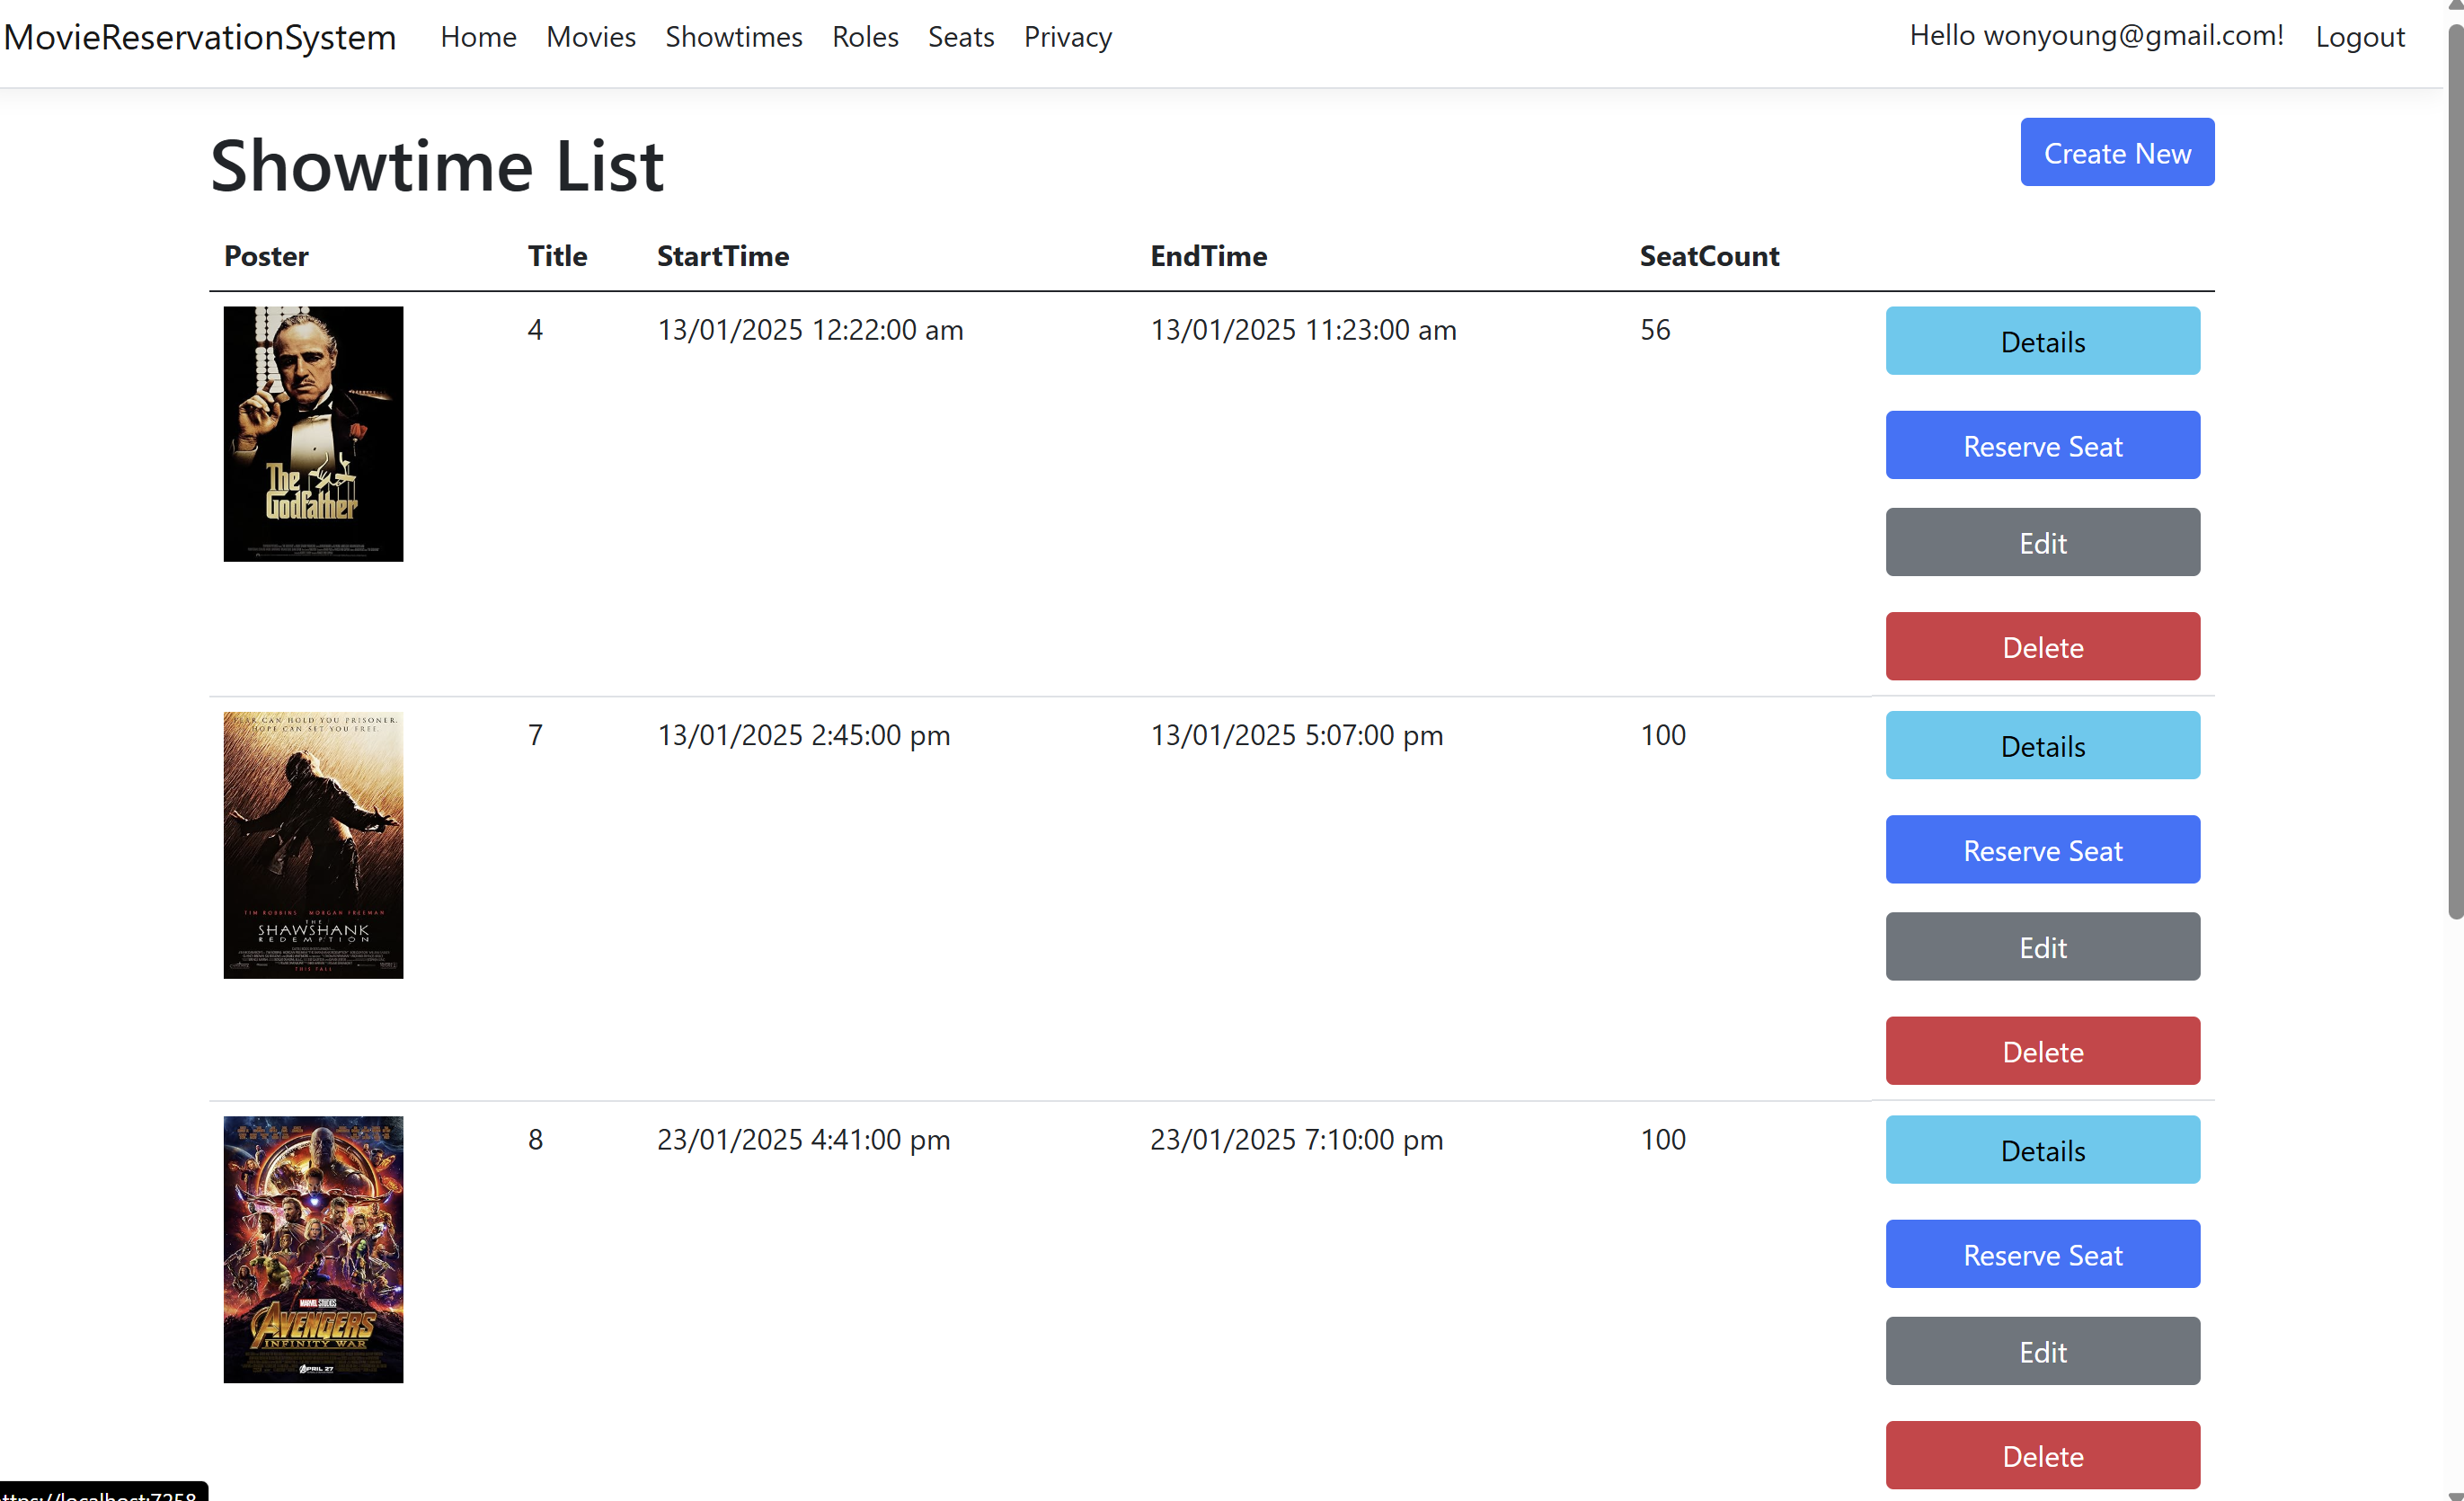 MovieReservationSystem Home Movies Showtimes Roles Seats Privacy Hello wonyoung@gmail.com! Logout
Showtime List
Create New
Poster Title StartTime EndTime SeatCount
4 13/01/2025 12:22:00 am 13/01/2025 11:23:00 am 56
Details
Reserve Seat
Edit
Delete
The
Godfather
7 13/01/2025 2:45:00 pm 13/01/2025 5:07:00 pm 100
Details
Reserve Seat
Edit
Delete
FEAR CAN HOLD YOU PRISONER.
HOPE CAN SET YOU FREE.
TIM ROBBINS MORGAN FREEMAN
THE
SHAWSHANK
REDEMPTION
THIS FALL
8 23/01/2025 4:41:00 pm 23/01/2025 7:10:00 pm 100
Details
Reserve Seat
Edit
Delete
MARVEL STUDIOS
AVENGERS
INFINITY WAR
APRIL 27
https://localhost:7258